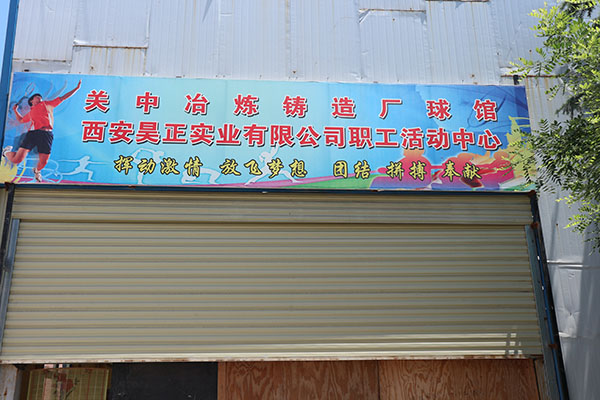 关中冶炼铸造厂球馆
西安昊正实业有限公司职工活动中心
挥动激情 放飞梦想 团结 拼搏 奉献